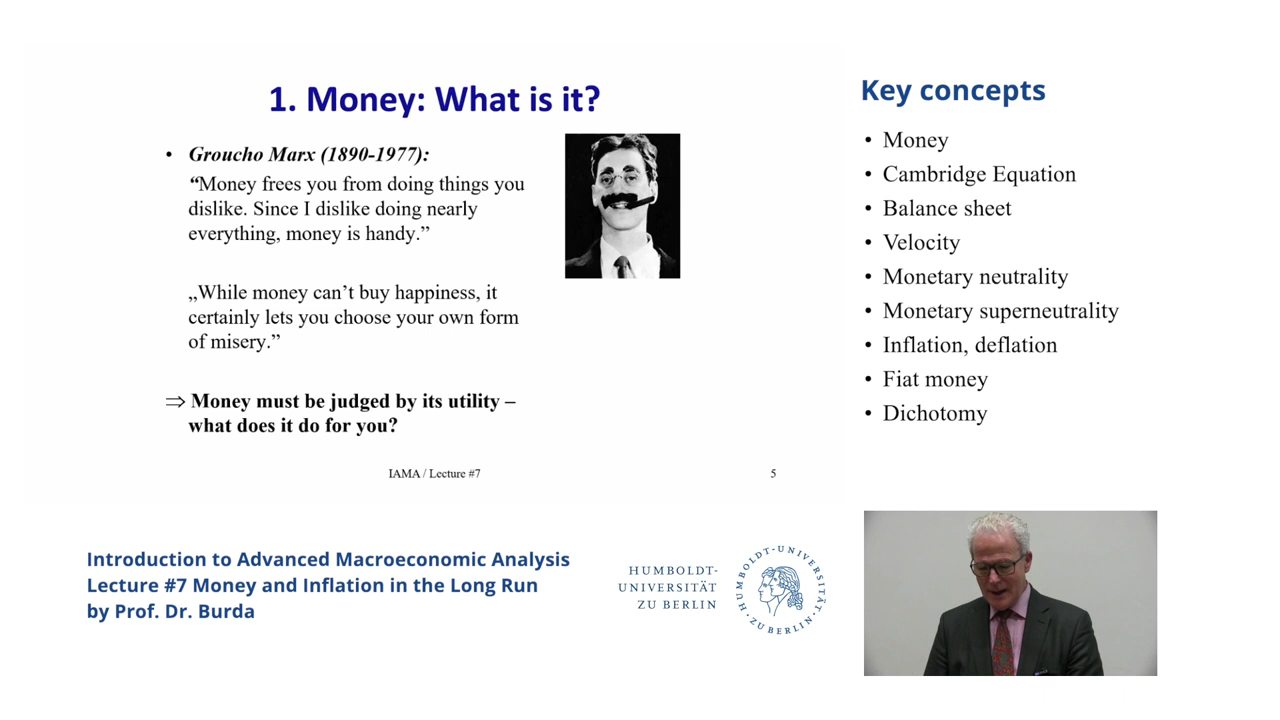 1. Money: What is it?
• Groucho Marx (1890-1977):
“Money frees you from doing things you
dislike. Since I dislike doing nearly
everything, money is handy.”
„While money can’t buy happiness, it
certainly lets you choose your own form
of misery.”
⇒ Money must be judged by its utility –
what does it do for you?
IAMA / Lecture #7
5
Key concepts
• Money
• Cambridge Equation
• Balance sheet
• Velocity
• Monetary neutrality
• Monetary superneutrality
• Inflation, deflation
• Fiat money
• Dichotomy
Introduction to Advanced Macroeconomic Analysis
Lecture #7 Money and Inflation in the Long Run
by Prof. Dr. Burda
HUMBOLDT-
UNIVERSITÄT
ZU BERLIN
HUMBOLDT-UNIVERSITÄT
ZU BERLIN